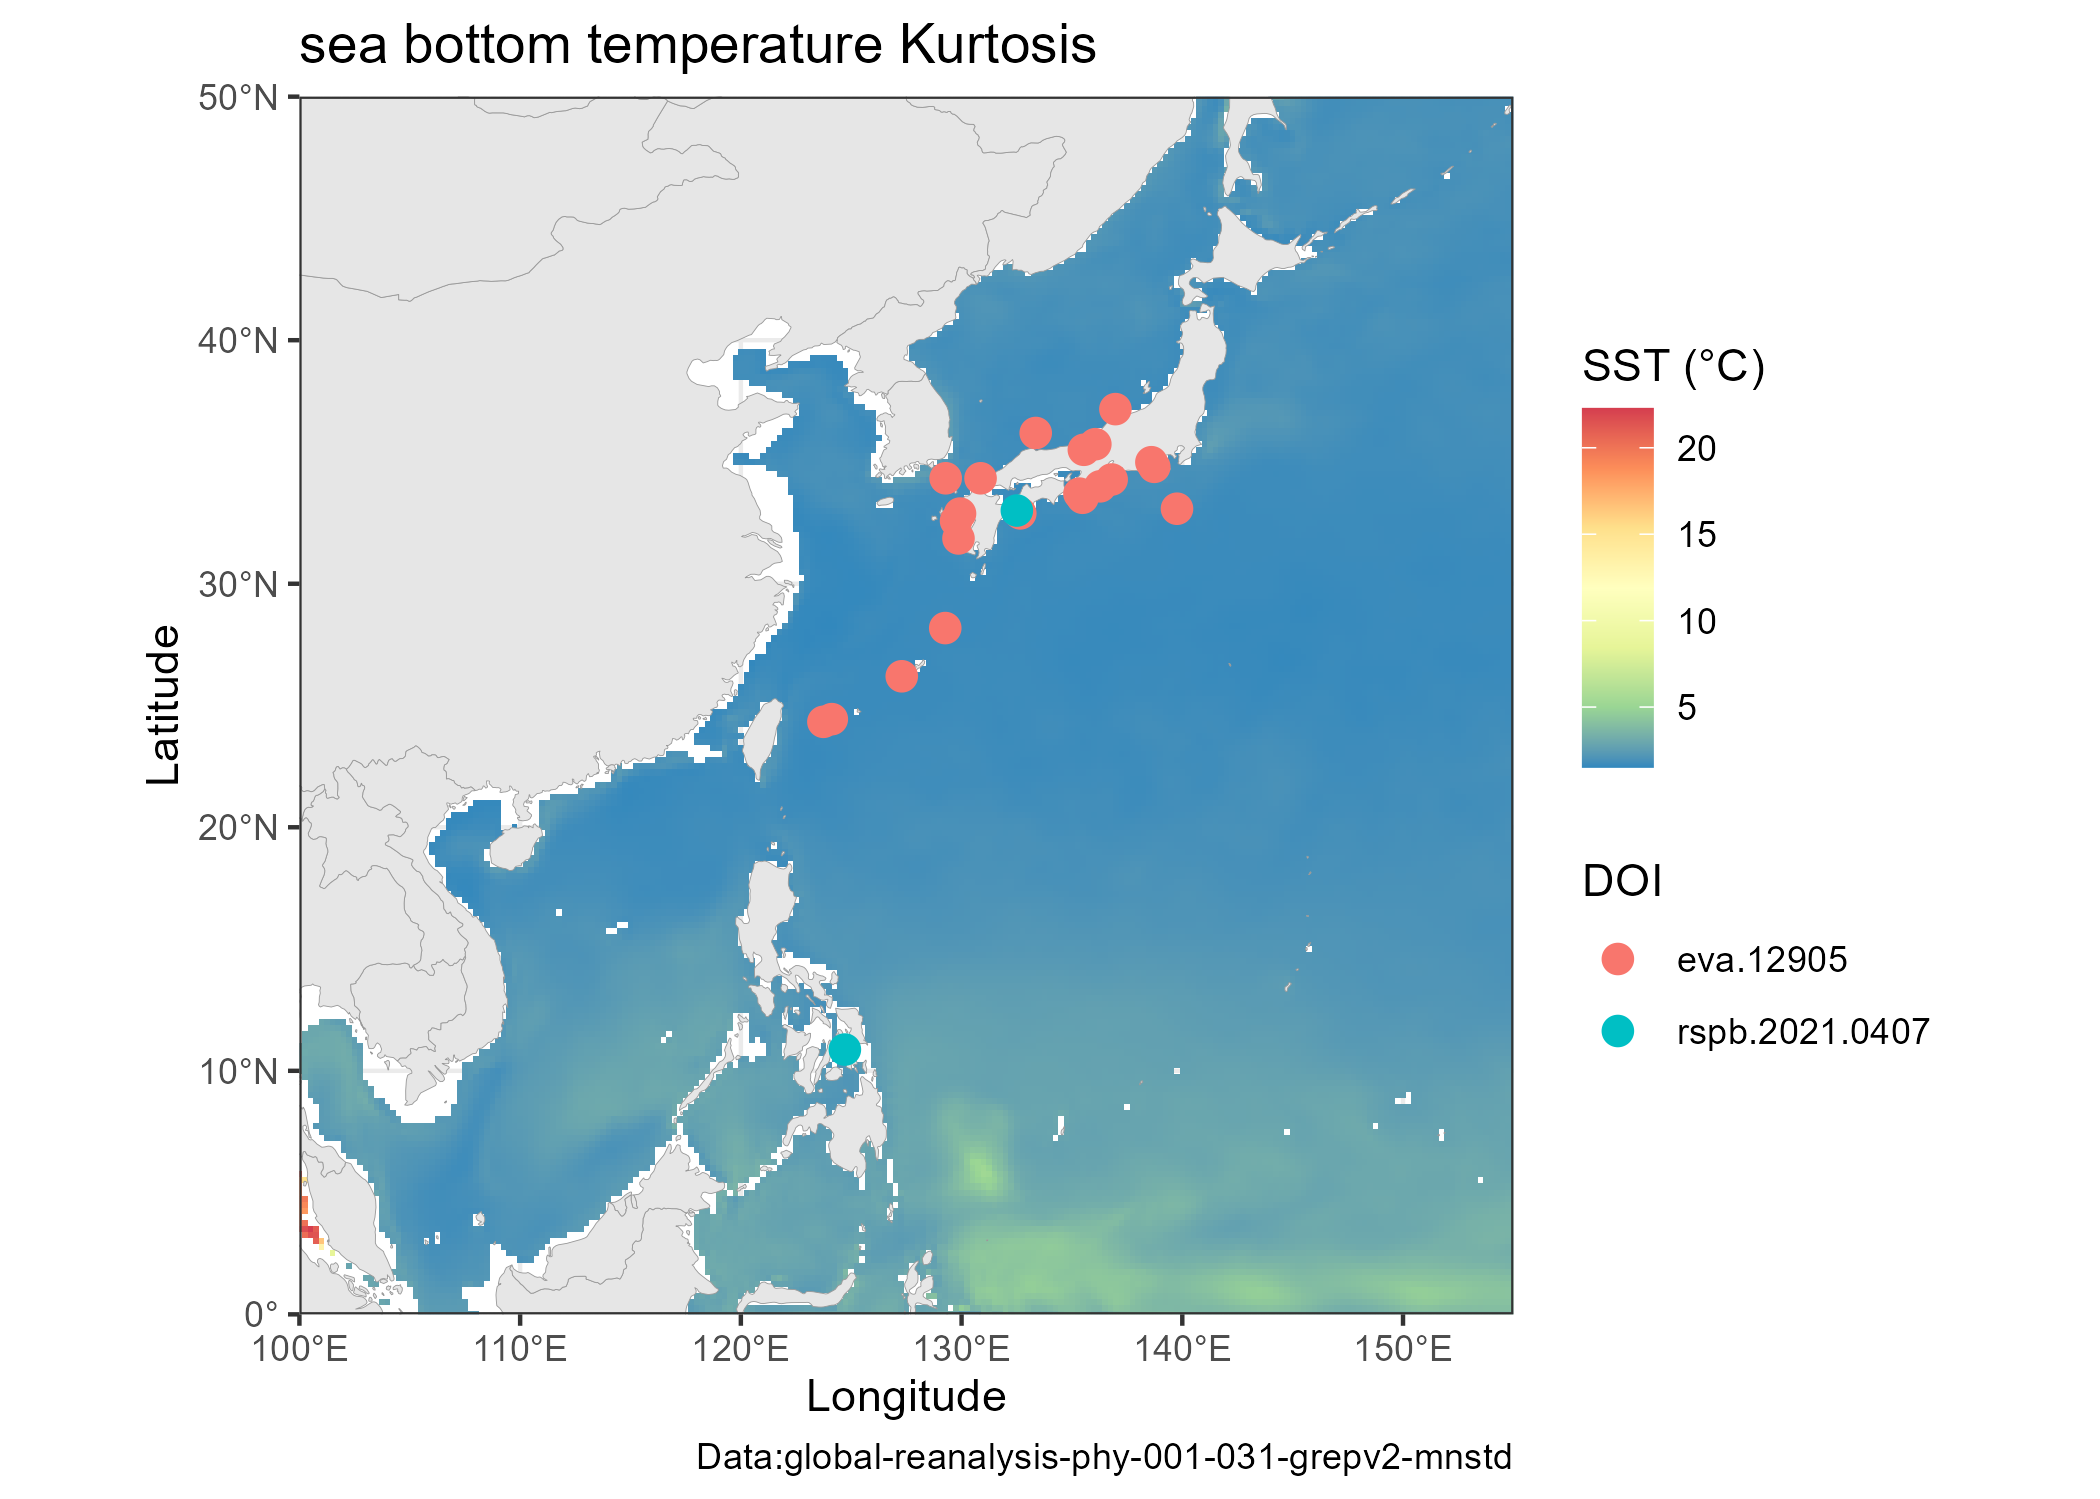 sea bottom temperature Kurtosis
50°N
40°N
30°N
20°N
10°N
0°
Latitude
100°E 110°E 120°E 130°E 140°E 150°E
Longitude
SST (°C)
20
15
10
5
DOI
eva.12905
rspb.2021.0407
Data:global-reanalysis-phy-001-031-grepv2-mnstd